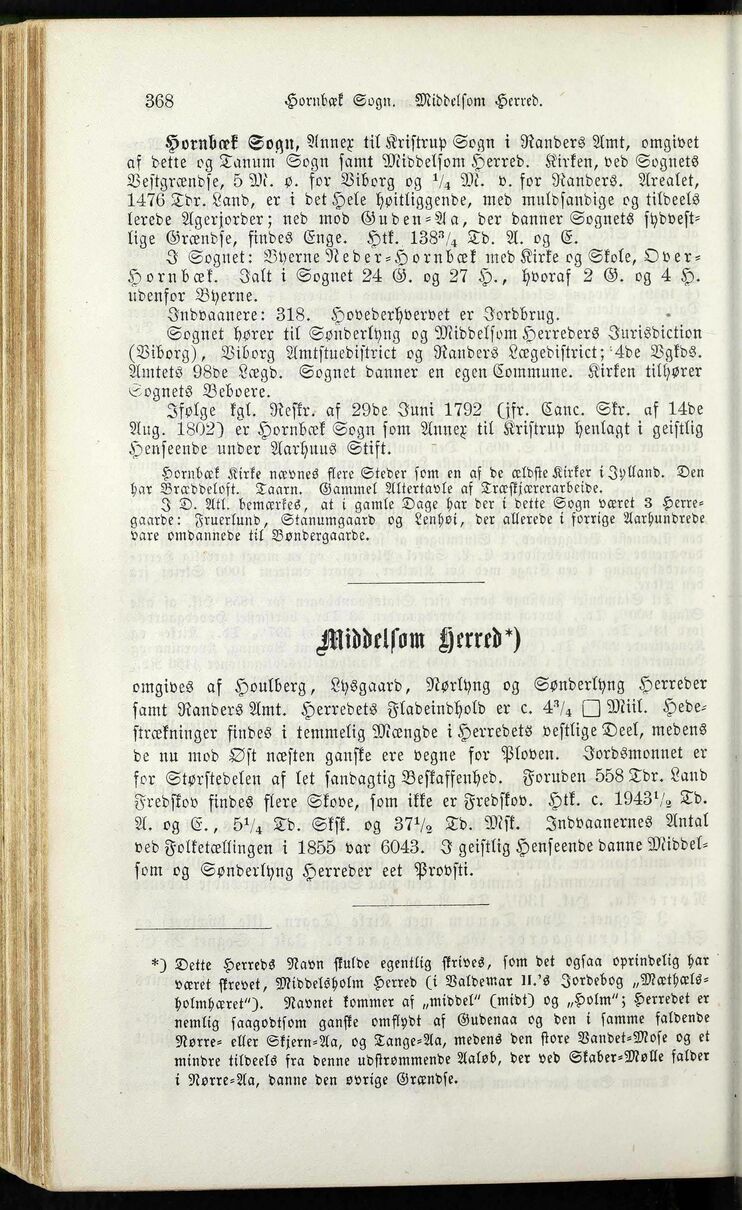 368 Hornbæk Sogn. Middelsom Herred.
Hornbæk Sogn, Annex til Kristrup Sogn i Randers Amt, omgivet
af dette og Tanum Sogn samt Middelsom Herred. Kirken, ved Sognets
Vestgrændse, 5 M. ø. for Viborg og 1/4 M. v. for Randers. Arealet,
1476 Tdr. Land, er i det Hele høitliggende, med muldsandige og tildeels
lerede Agerjorder; ned mod Guden-Aa, der danner Sognets sydvest-
lige Grændse, findes Enge. Htk. 138 3/4 Td. A. og E.
I Sognet: Byerne Neder-Hornbæk med Kirke og Skole, Over-
Hornbæk. Ialt i Sognet 24 G. og 27 H., hvoraf 2 G. og 4 H.
udenfor Byerne.
Indvaanere: 318. Hovederhvervet er Jordbrug.
Sognet hører til Sønderlyng og Middelsom Herreders Jurisdiction
(Viborg), Viborg Amtstuedistrict og Randers Lægedistrict; 4de Vgkds.
Amtets 98de Lægd. Sognet danner en egen Commune. Kirken tilhører
Sognets Beboere.
Ifølge kgl. Reskr. af 29de Juni 1792 (jfr. Canc. Skr. af 14de
Aug. 1802) er Hornbæk Sogn som Annex til Kristrup henlagt i geistlig
Henseende under Aarhuus Stift.
Hornbæk Kirke nævnes flere Steder som en af de ældste Kirker i Jylland. Den
har Bræddeloft. Taarn. Gammel Altertavle af Træskjærerarbeide.
I D. Atl. bemærkes, at i gamle Dage har der i dette Sogn været 3 Herre-
gaarde: Fruerlund, Stanumgaard og Lenhøi, der allerede i forrige Aarhundrede
vare omdannede til Bøndergaarde.
Middelsom Herred*)
omgives af Houlberg, Lysgaard, Nørlyng og Sønderlyng Herreder
samt Randers Amt. Herredets Fladeindhold er c. 4 3/4 □ Miil. Hede-
strækninger findes i temmelig Mængde i Herredets vestlige Deel, medens
de nu mod Øst næsten ganske ere vegne for Ploven. Jordsmonnet er
for Størstedelen af let sandagtig Beskaffenhed. Foruden 558 Tdr. Land
Fredskov findes flere Skove, som ikke er Fredskov. Htk. c. 1943 1/2 Td.
A. og E., 5 1/4 Td. Sksk. og 37 1/2 Td. Msk. Indvaanernes Antal
ved Folketællingen i 1855 var 6043. I geistlig Henseende danne Middel-
som og Sønderlyng Herreder eet Provsti.
*) Dette Herreds Navn skulde egentlig skrives, som det ogsaa oprindelig har
været skrevet, Middelsholm Herred (i Valdemar II.'s Jordebog „Mæthæls-
holmhæret"). Navnet kommer af „middel" (midt) og „Holm"; Herredet er
nemlig saagodtsom ganske omflydt af Gudenaa og den i samme faldende
Nørre- eller Skjern-Aa, og Tange-Aa, medens den store Vandet-Mose og et
mindre tildeels fra denne udstrømmende Aaløb, der ved Skaber-Mølle falder
i Nørre-Aa, danne den øvrige Grændse.